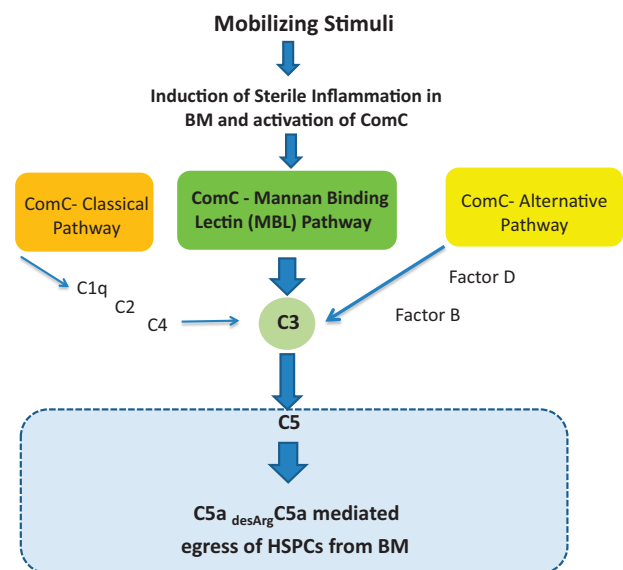 Mobilizing Stimuli
Induction of Sterile Inflammation in
BM and activation of ComC
ComC- Classical
Pathway
ComC - Mannan Binding
Lectin (MBL) Pathway
ComC- Alternative
Pathway
C1q
C2
C4
C3
Factor D
Factor B
C5
C5a desArgC5a mediated
egress of HSPCs from BM